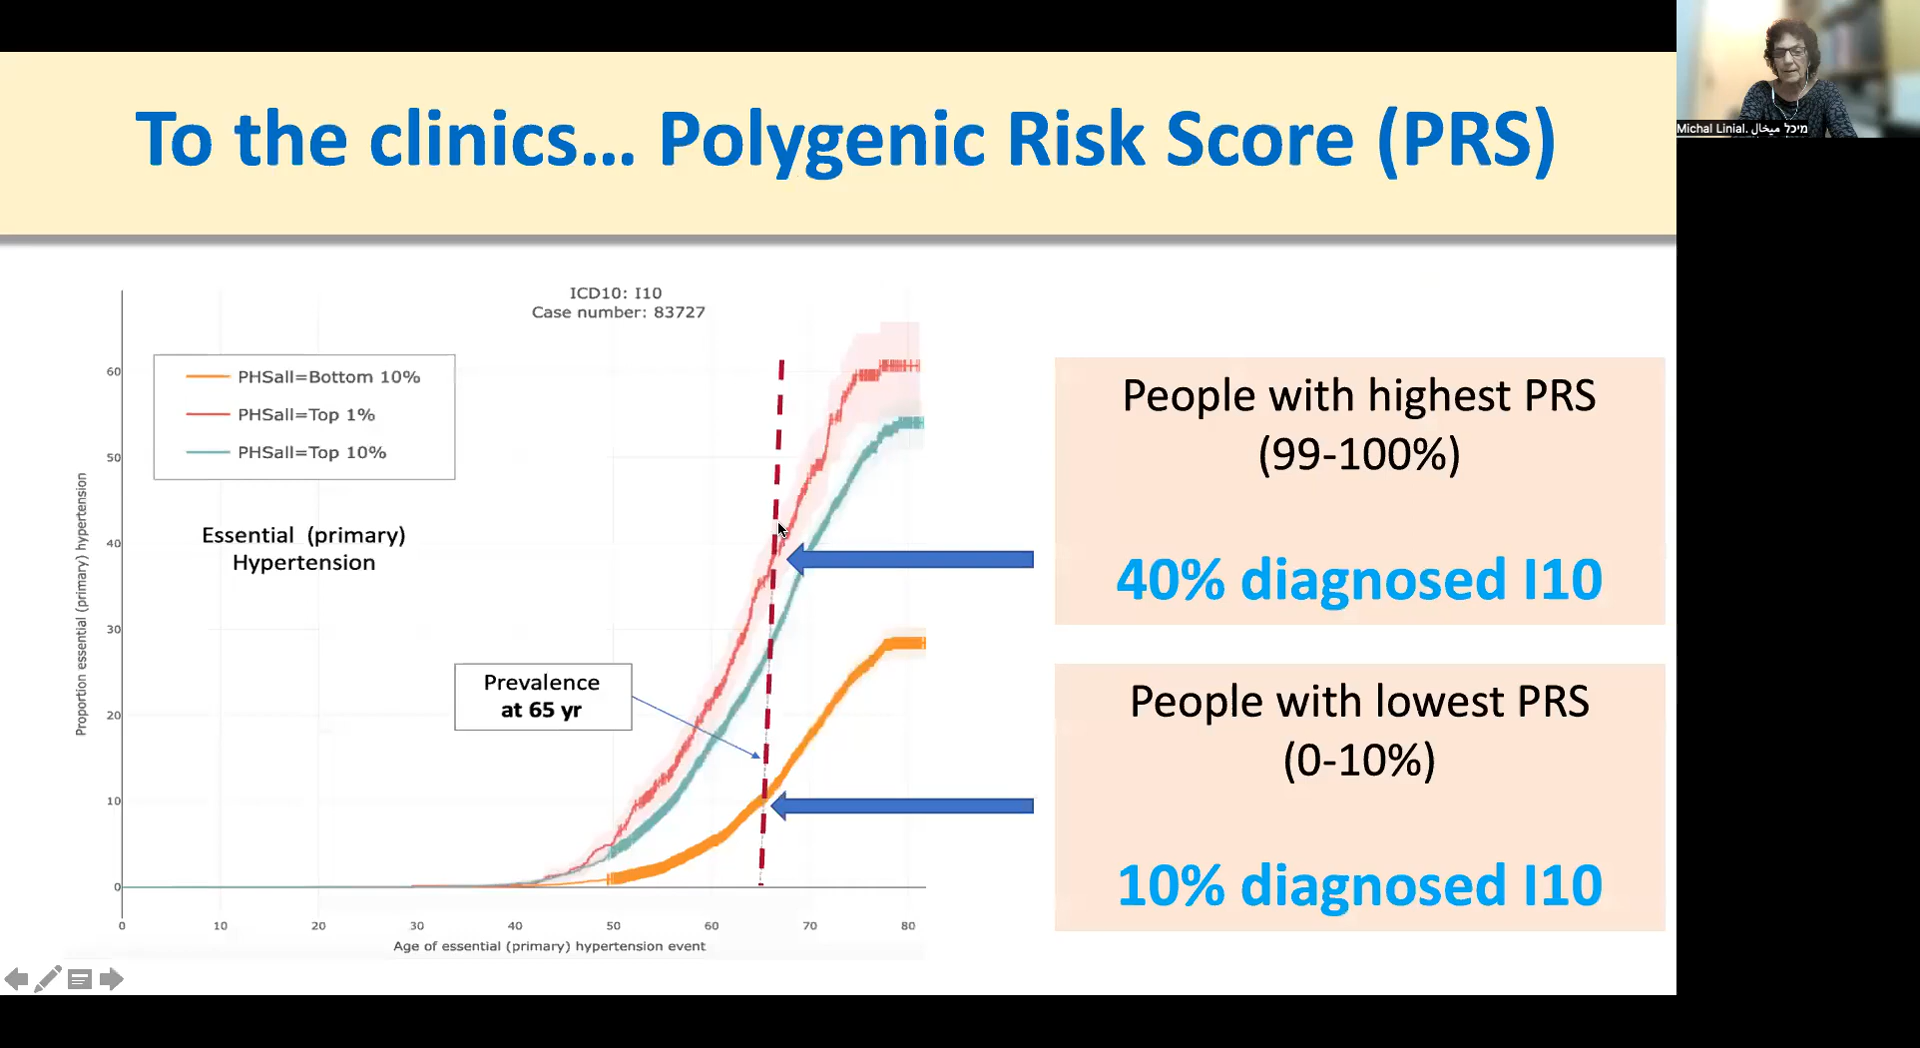 To the clinics... Polygenic Risk Score (PRS)
Michal Linial. מיכל ميخال
ICD10: I10
Case number: 83727
PHSall=Bottom 10%
PHSall=Top 1%
PHSall=Top 10%
Essential (primary)
Hypertension
Prevalence
at 65 yr
Proportion essential (primary) hypertension
60
50
40
30
20
10
0
0 10 20 30 40 50 60 70 80
Age of essential (primary) hypertension event
People with highest PRS
(99-100%)
40% diagnosed I10
People with lowest PRS
(0-10%)
10% diagnosed I10